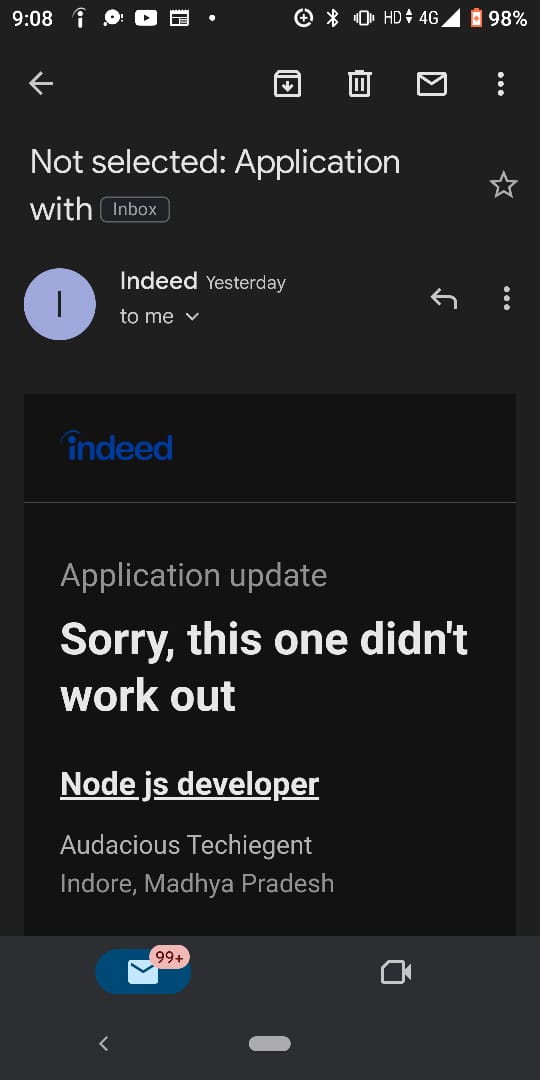 9:08 HD 4G 98%
Not selected: Application
with Inbox
I
Indeed Yesterday
to me
indeed
Application update
Sorry, this one didn't
work out
Node js developer
Audacious Techiegent
Indore, Madhya Pradesh
99+